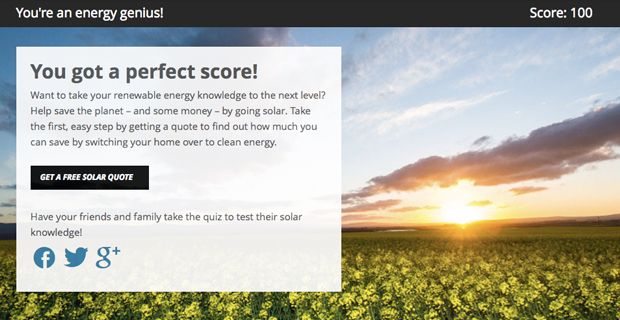 You're an energy genius!
Score: 100
You got a perfect score!
Want to take your renewable energy knowledge to the next level?
Help save the planet – and some money – by going solar. Take
the first, easy step by getting a quote to find out how much you
can save by switching your home over to clean energy.
GET A FREE SOLAR QUOTE
Have your friends and family take the quiz to test their solar
knowledge!
g+